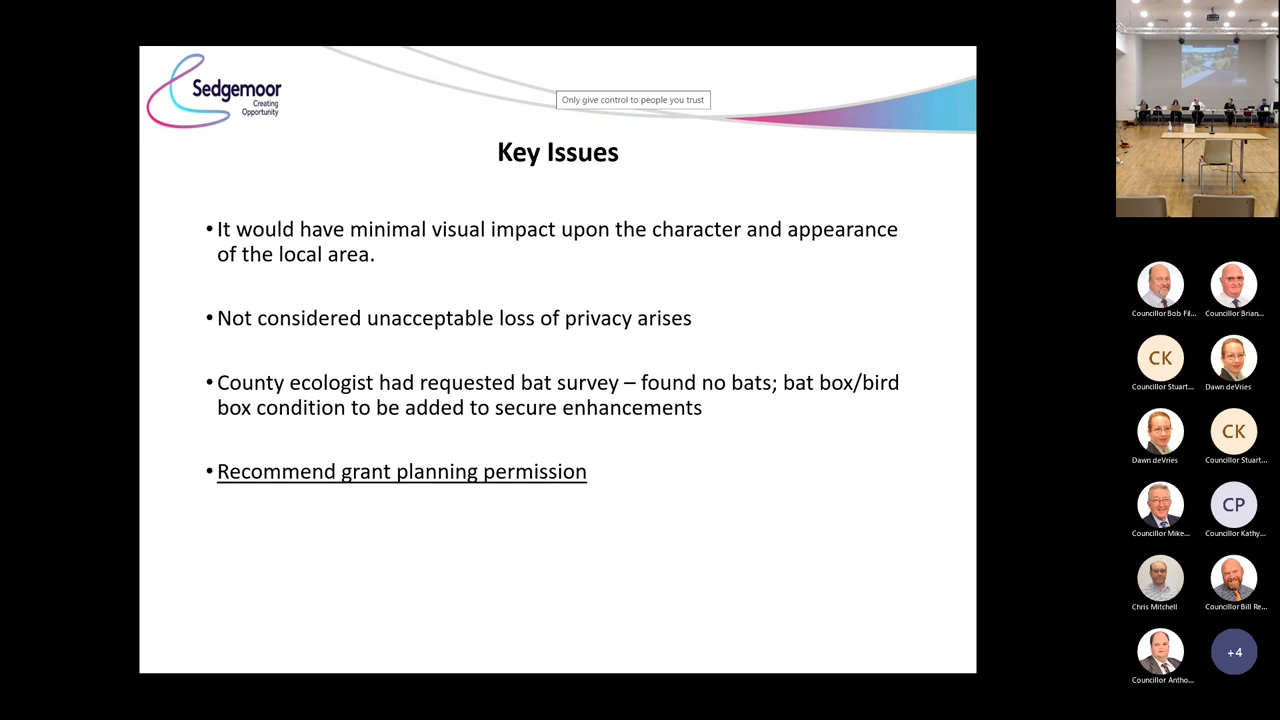 Sedgemoor
Creating
Opportunity
Only give control to people you trust
Key Issues
• It would have minimal visual impact upon the character and appearance
of the local area.
• Not considered unacceptable loss of privacy arises
• County ecologist had requested bat survey – found no bats; bat box/bird
box condition to be added to secure enhancements
• Recommend grant planning permission
Councillor Bob Fil...
Councillor Brian...
CK
Councillor Stuart...
Dawn deVries
Dawn deVries
CK
Councillor Stuart...
Councillor Mike...
CP
Councillor Kathy...
Chris Mitchell
Councillor Bill Re...
Councillor Antho...
+4